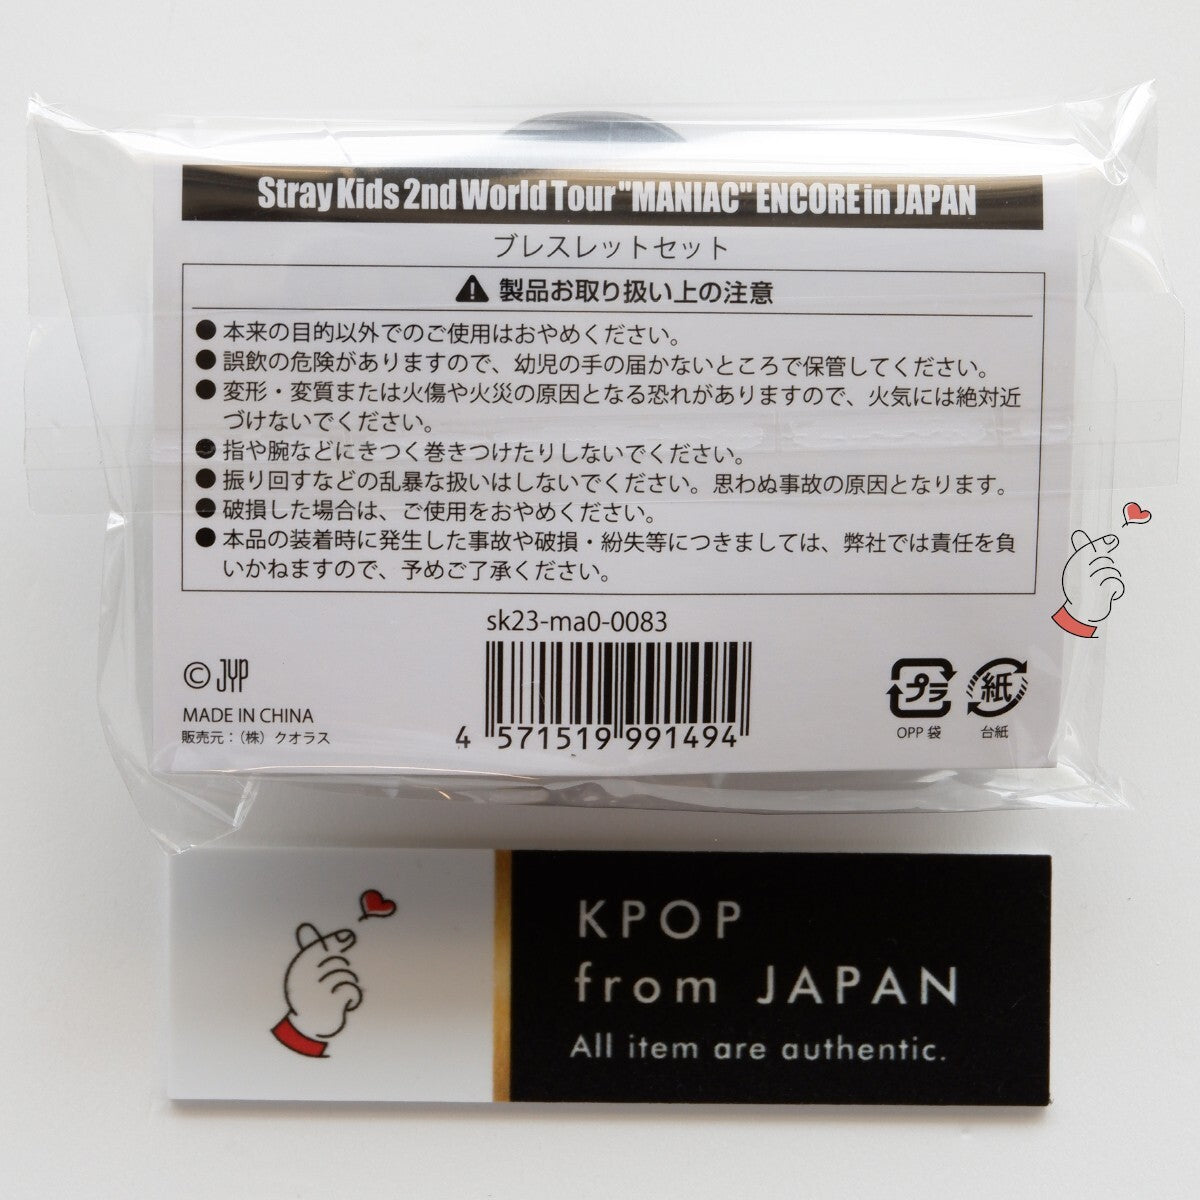 Stray Kids 2nd World Tour "MANIAC" ENCORE in JAPAN
ブレスレットセット
製品お取り扱い上の注意
● 本来の目的以外でのご使用はおやめください。
● 誤飲の危険がありますので、幼児の手の届かないところで保管してください。
● 変形・変質または火傷や火災の原因となる恐れがありますので、火気には絶対近
づけないでください。
● 指や腕などにきつく巻きつけたりしないでください。
● 振り回すなどの乱暴な扱いはしないでください。思わぬ事故の原因となります。
● 破損した場合は、ご使用をおやめください。
● 本品の装着時に発生した事故や破損・紛失等につきましては、弊社では責任を負
いかねますので、予めご了承ください。
sk23-ma0-0083
© JYP
MADE IN CHINA
販売元：（株）クオラス
4 571519 991494
プラ
OPP 袋
紙
台紙
KPOP
from JAPAN
All item are authentic.